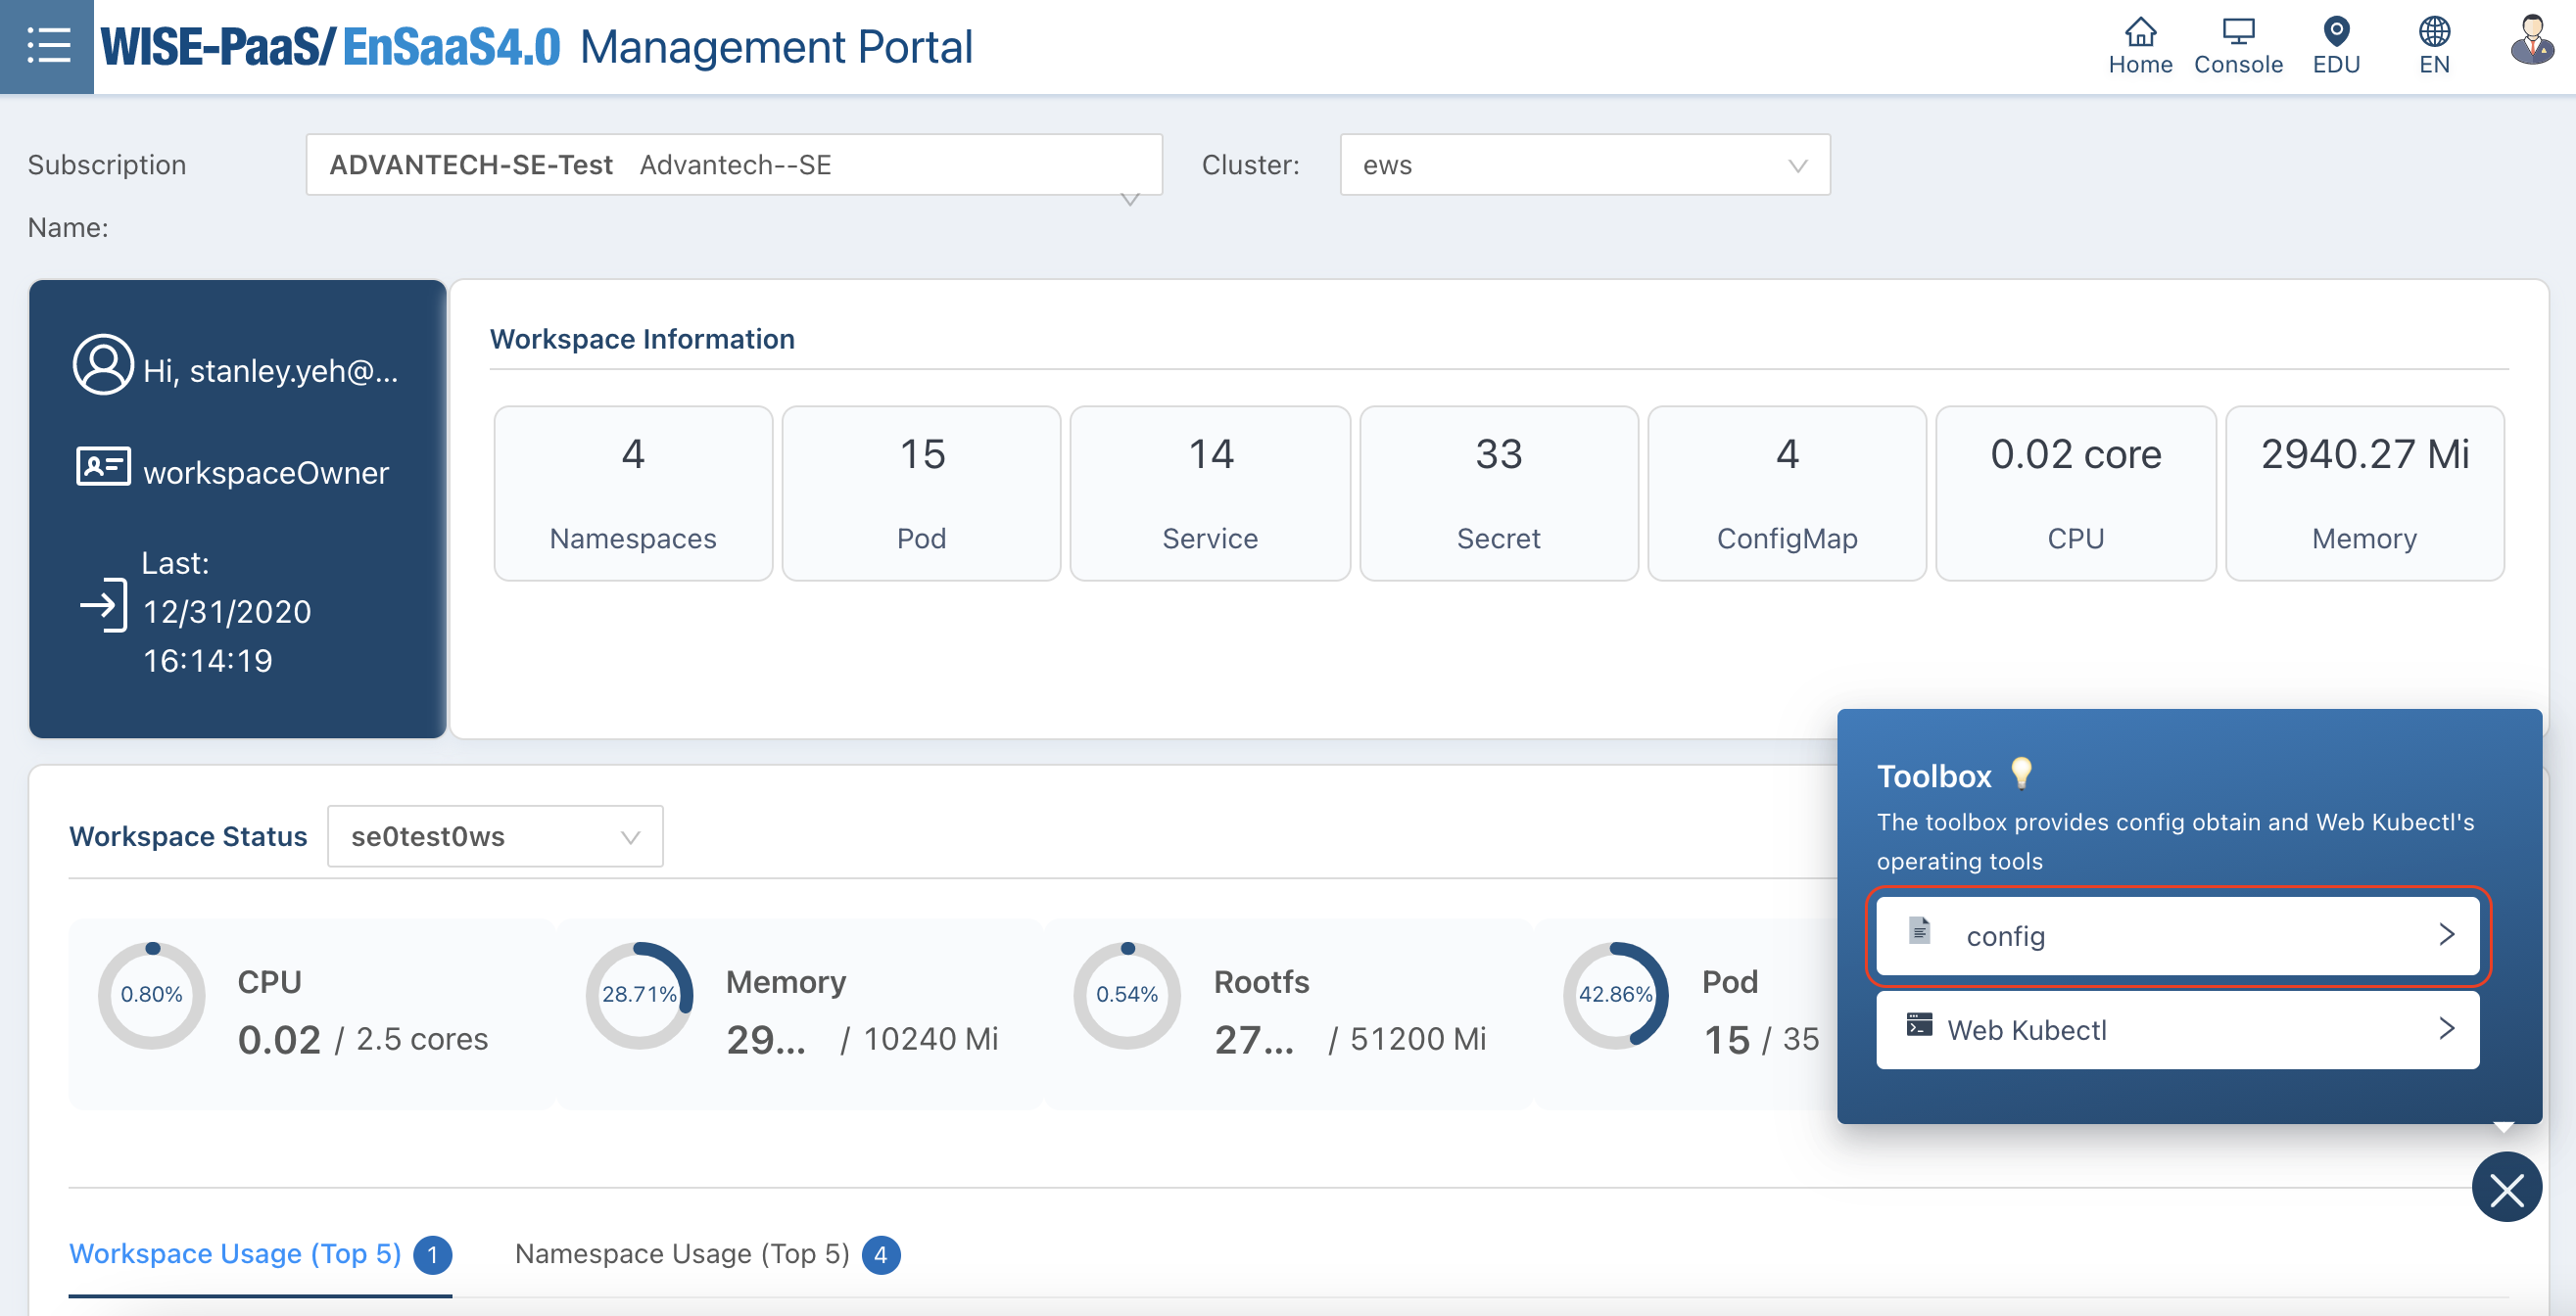 WISE-PaaS/EnSaaS4.0 Management Portal
Home
Console
EDU
EN
Subscription Name:
ADVANTECH-SE-Test Advantech--SE
Cluster:
ews
Hi, stanley.yeh@...
workspaceOwner
Last:
12/31/2020
16:14:19
Workspace Information
4
Namespaces
15
Pod
14
Service
33
Secret
4
ConfigMap
0.02 core
CPU
2940.27 Mi
Memory
Workspace Status
se0test0ws
0.80%
CPU
0.02 / 2.5 cores
28.71%
Memory
29... / 10240 Mi
0.54%
Rootfs
27... / 51200 Mi
42.86%
Pod
15 / 35
Toolbox
The toolbox provides config obtain and Web Kubectl's
operating tools
config
Web Kubectl
Workspace Usage (Top 5) 1
Namespace Usage (Top 5) 4